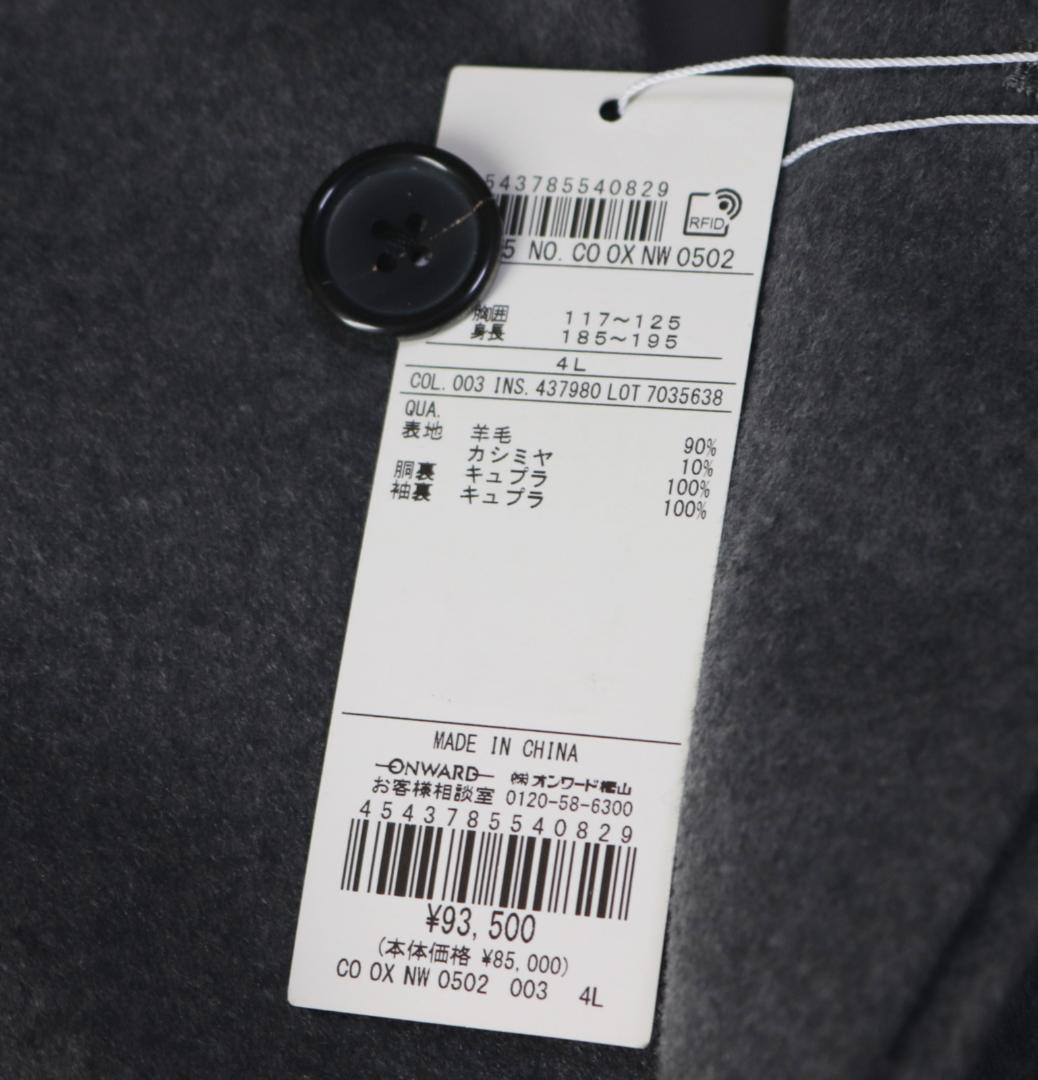 543785540829
RFID
5 NO. CO OX NW 0502
胸囲 117~125
身長 185~195
4L
COL. 003 INS. 437980 LOT 7035638
QUA.
表地 羊毛 90%
カシミヤ 10%
胴裏 キュプラ 100%
袖裏 キュプラ 100%
MADE IN CHINA
ONWARD ㈱オンワード樫山
お客様相談室 0120-58-6300
4543785540829
¥93,500
(本体価格 ¥85,000)
CO OX NW 0502 003 4L